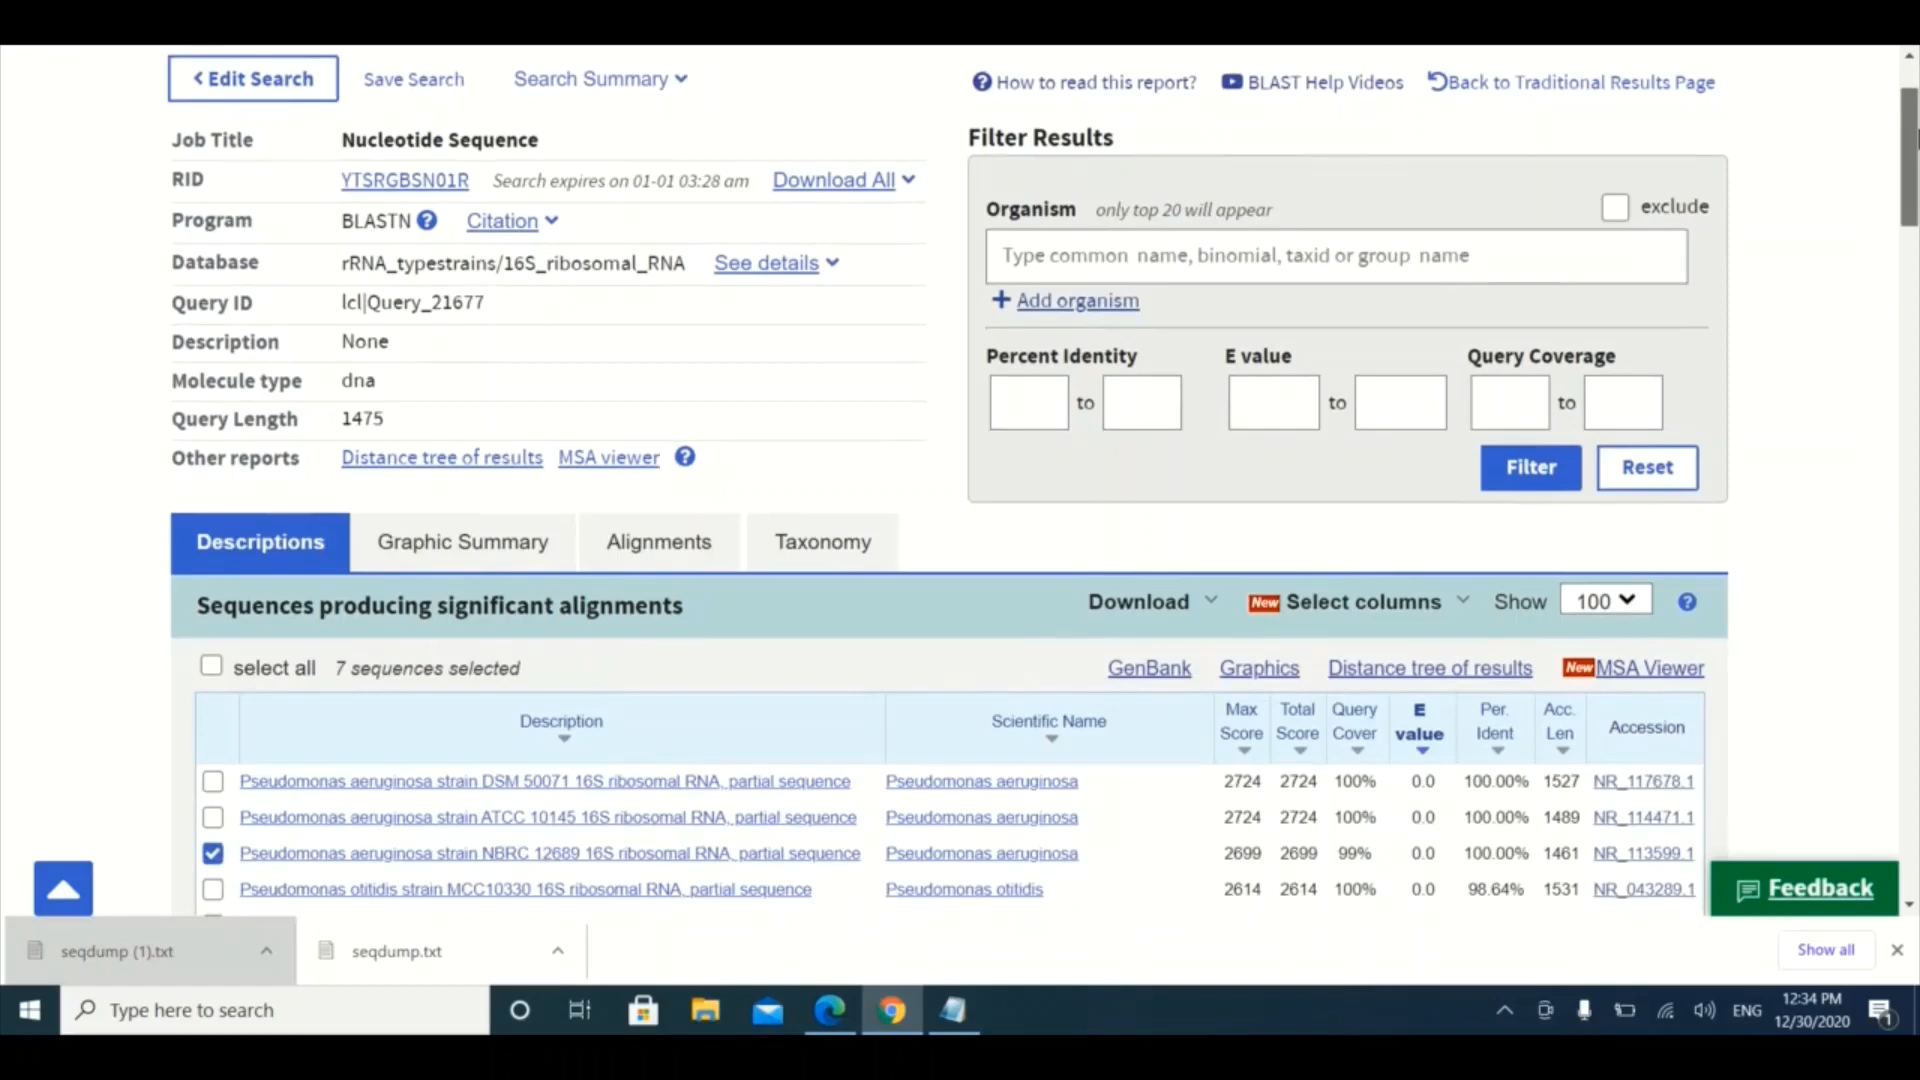 Edit Search
Save Search
Search Summary
How to read this report?
BLAST Help Videos
Back to Traditional Results Page
Job Title Nucleotide Sequence
RID YTSRGBSN01R Search expires on 01-01 03:28 am Download All
Program BLASTN Citation
Database rRNA_typestrains/16S_ribosomal_RNA See details
Query ID lcl|Query_21677
Description None
Molecule type dna
Query Length 1475
Other reports Distance tree of results MSA viewer
Filter Results
Organism only top 20 will appear exclude
Type common name, binomial, taxid or group name
Add organism
Percent Identity E value Query Coverage
to to to
Filter Reset
Descriptions Graphic Summary Alignments Taxonomy
Sequences producing significant alignments Download New Select columns Show 100
select all 7 sequences selected GenBank Graphics Distance tree of results New MSA Viewer
Description Scientific Name Max Score Total Score Query Cover E value Per. Ident Acc. Len Accession
Pseudomonas aeruginosa strain DSM 50071 16S ribosomal RNA, partial sequence Pseudomonas aeruginosa 2724 2724 100% 0.0 100.00% 1527 NR_117678.1
Pseudomonas aeruginosa strain ATCC 10145 16S ribosomal RNA, partial sequence Pseudomonas aeruginosa 2724 2724 100% 0.0 100.00% 1489 NR_114471.1
Pseudomonas aeruginosa strain NBRC 12689 16S ribosomal RNA, partial sequence Pseudomonas aeruginosa 2699 2699 99% 0.0 100.00% 1461 NR_113599.1
Pseudomonas otitidis strain MCC10330 16S ribosomal RNA, partial sequence Pseudomonas otitidis 2614 2614 100% 0.0 98.64% 1531 NR_043289.1
Feedback
seqdump (1).txt seqdump.txt Show all
Type here to search ENG 12:34 PM
12/30/2020 1